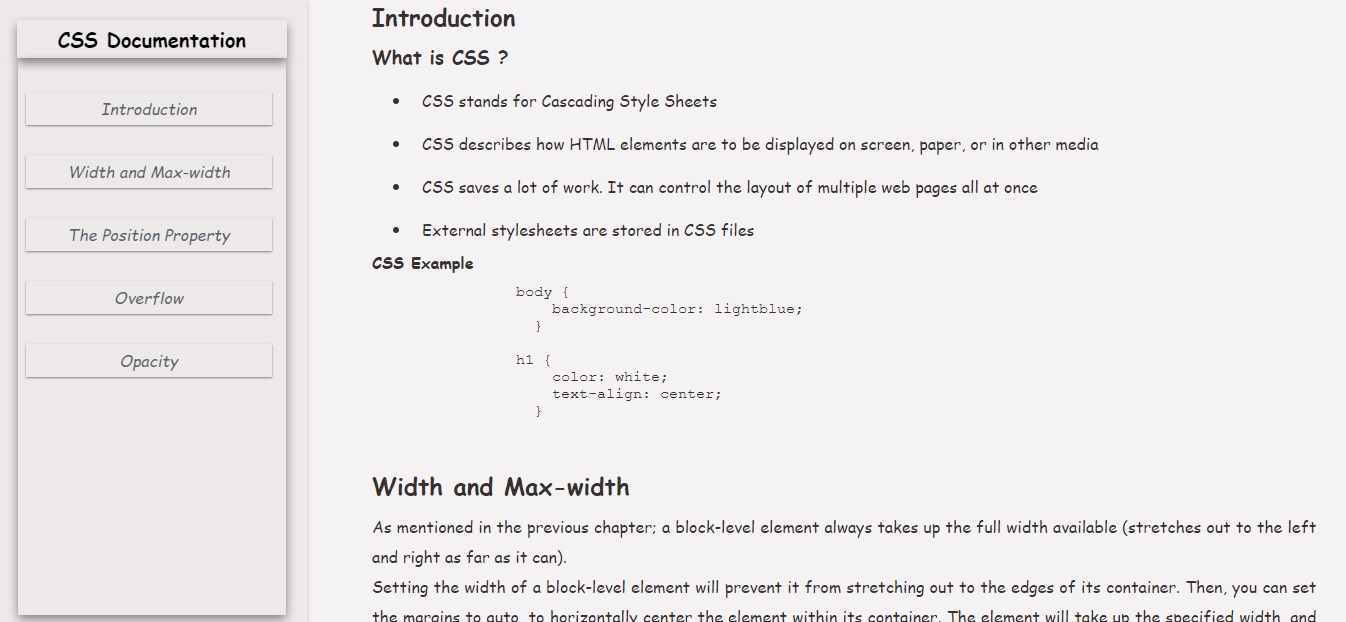 CSS Documentation
Introduction
Width and Max-width
The Position Property
Overflow
Opacity
Introduction
What is CSS ?
• CSS stands for Cascading Style Sheets
• CSS describes how HTML elements are to be displayed on screen, paper, or in other media
• CSS saves a lot of work. It can control the layout of multiple web pages all at once
• External stylesheets are stored in CSS files
CSS Example
body {
    background-color: lightblue;
  }
h1 {
    color: white;
    text-align: center;
  }
Width and Max-width
As mentioned in the previous chapter; a block-level element always takes up the full width available (stretches out to the left
and right as far as it can).
Setting the width of a block-level element will prevent it from stretching out to the edges of its container. Then, you can set
the margins to auto, to horizontally center the element within its container. The element will take up the specified width, and